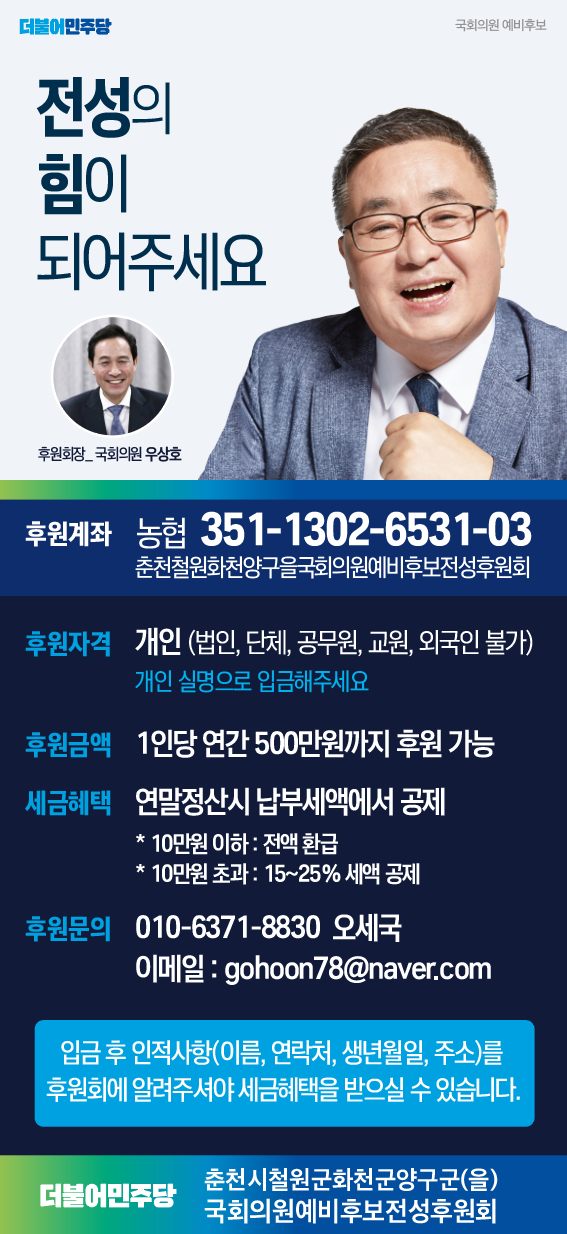 더불어민주당
국회의원 예비후보
전성의
힘이
되어주세요
후원회장_ 국회의원 우상호
후원계좌 농협 351-1302-6531-03
춘천철원화천양구을국회의원예비후보전성후원회
후원자격 개인 (법인, 단체, 공무원, 교원, 외국인 불가)
개인 실명으로 입금해주세요
후원금액 1인당 연간 500만원까지 후원 가능
세금혜택 연말정산시 납부세액에서 공제
* 10만원 이하 : 전액 환급
* 10만원 초과 : 15~25% 세액 공제
후원문의 010-6371-8830 오세국
이메일 : gohoon78@naver.com
입금 후 인적사항(이름, 연락처, 생년월일, 주소)를
후원회에 알려주셔야 세금혜택을 받으실 수 있습니다.
더불어민주당
춘천시철원군화천군양구군(을)
국회의원예비후보전성후원회